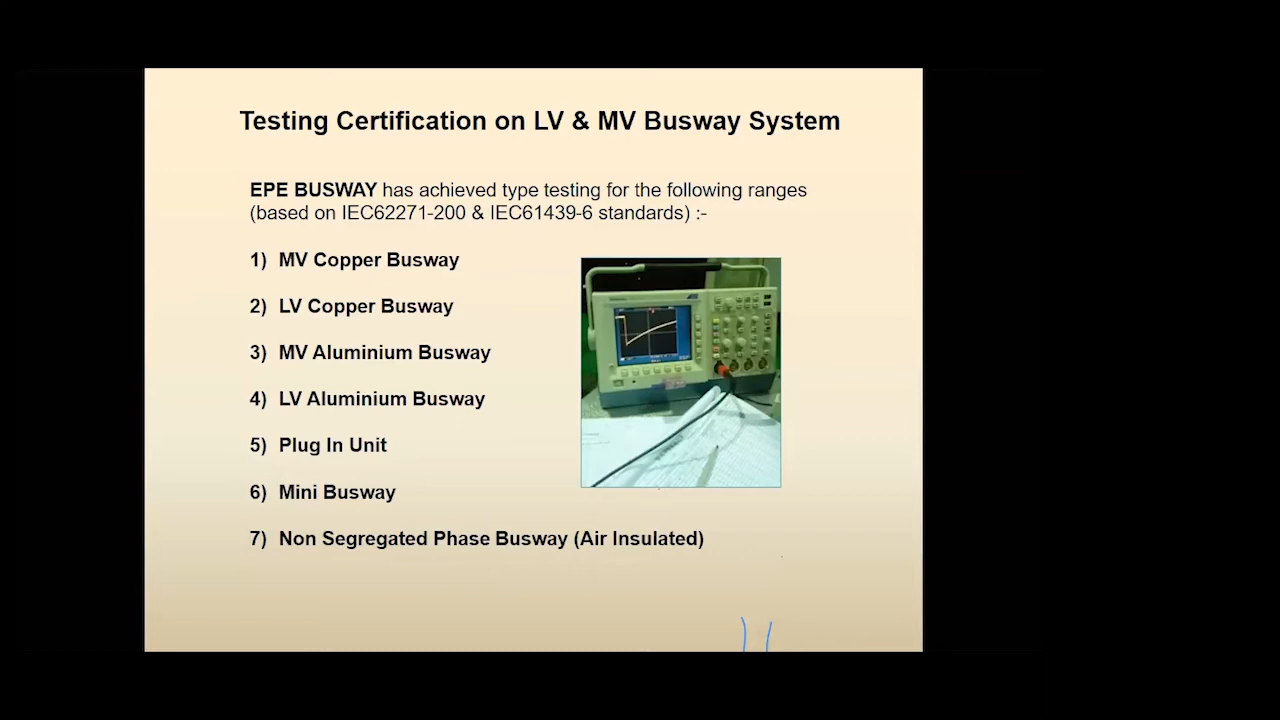 Testing Certification on LV & MV Busway System
EPE BUSWAY has achieved type testing for the following ranges
(based on IEC62271-200 & IEC61439-6 standards) :-
1) MV Copper Busway
2) LV Copper Busway
3) MV Aluminium Busway
4) LV Aluminium Busway
5) Plug In Unit
6) Mini Busway
7) Non Segregated Phase Busway (Air Insulated)